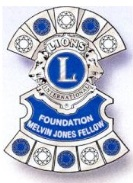 LIONS
L
INTERNATIONAL
FOUNDATION
MELVIN JONES FELLOW